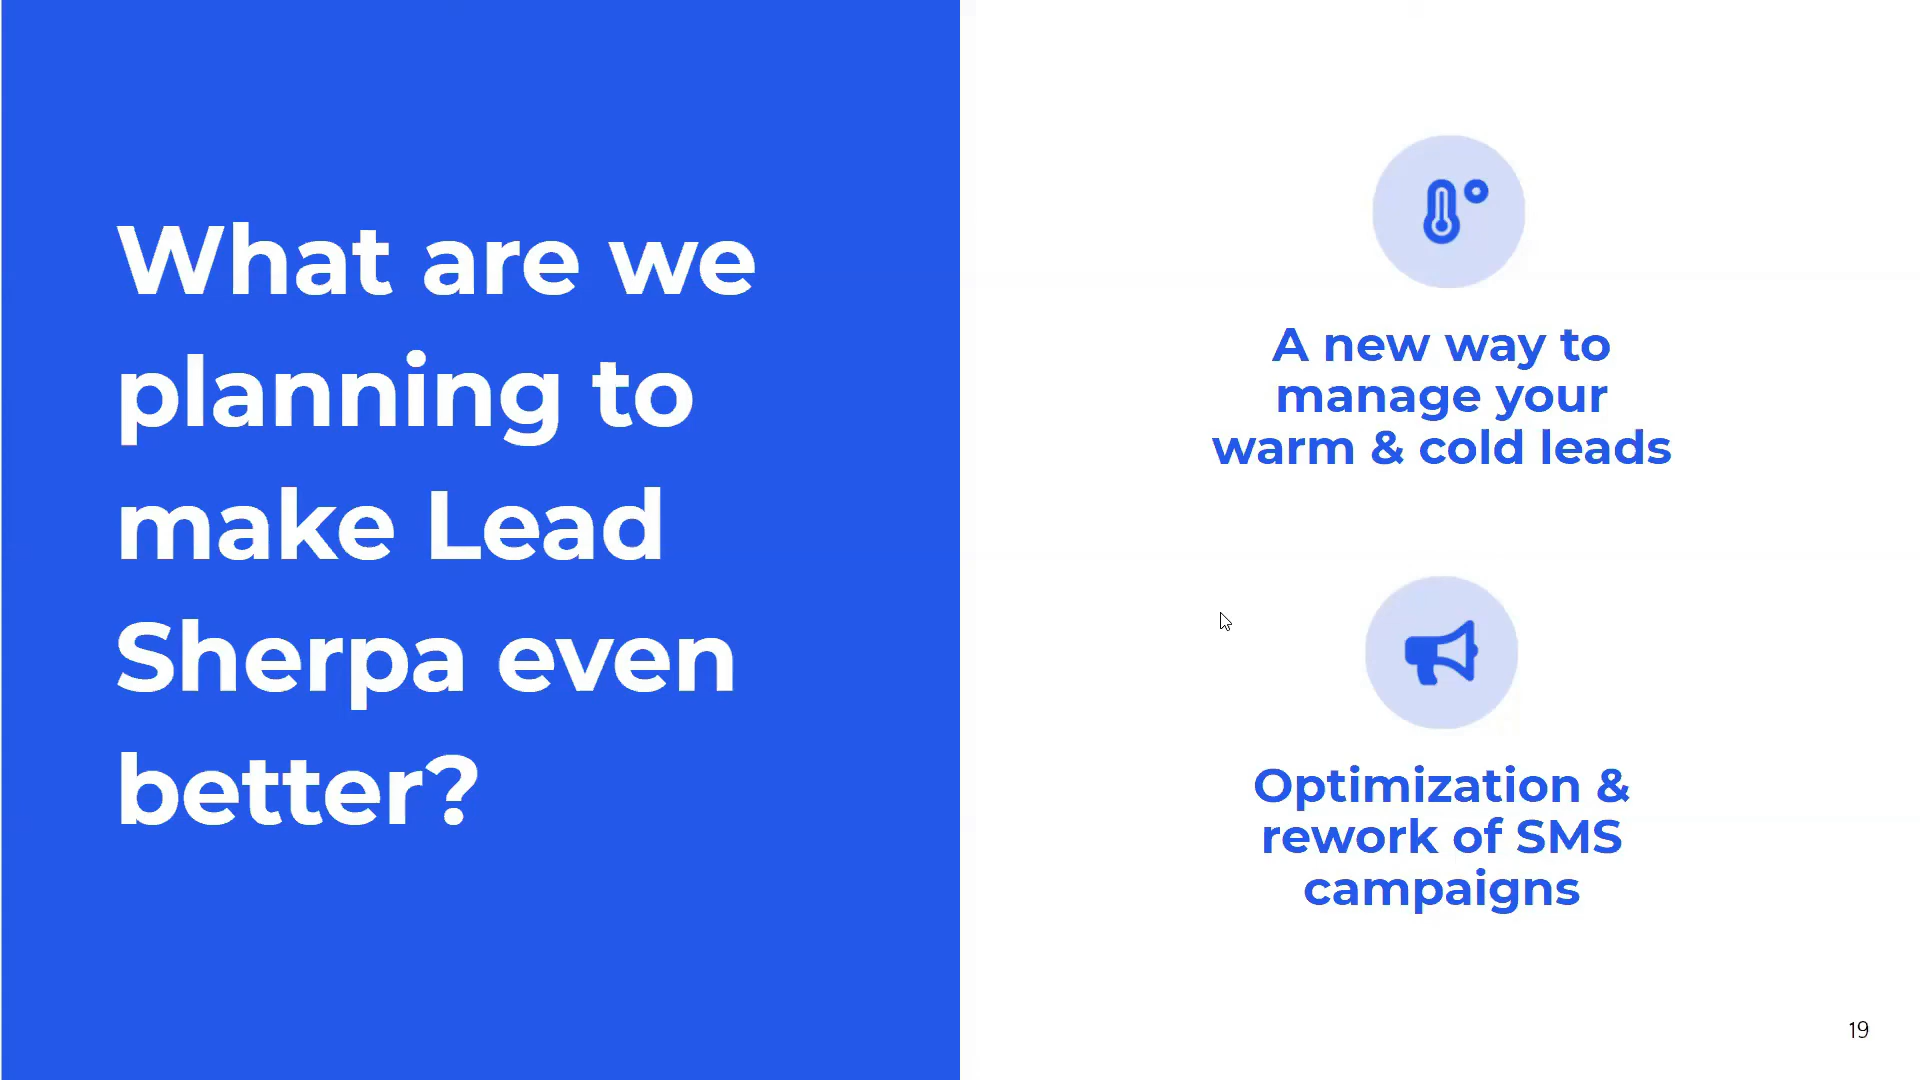 What are we
planning to
make Lead
Sherpa even
better?
A new way to
manage your
warm & cold leads
Optimization &
rework of SMS
campaigns
19